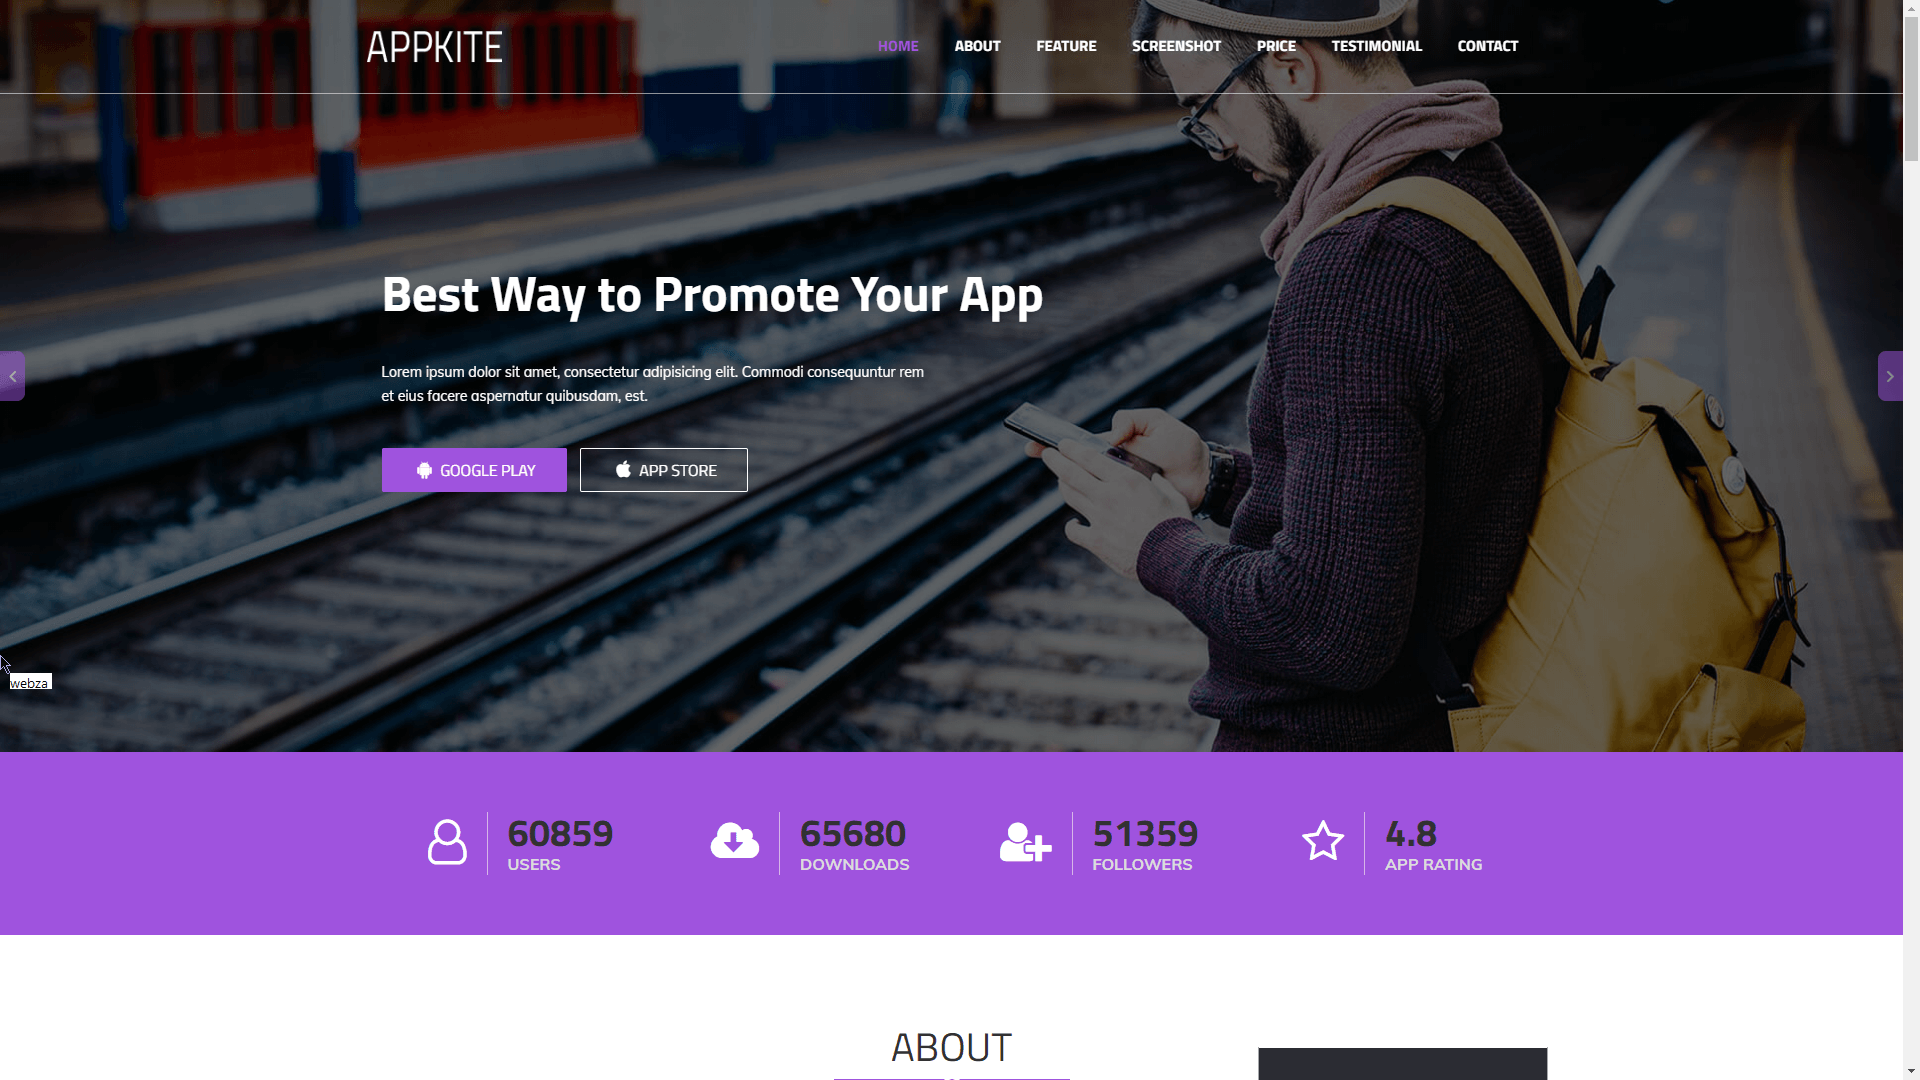 APPKITE
HOME ABOUT FEATURE SCREENSHOT PRICE TESTIMONIAL CONTACT
Best Way to Promote Your App
Lorem ipsum dolor sit amet, consectetur adipisicing elit. Commodi consequuntur rem
et eius facere aspernatur quibusdam, est.
GOOGLE PLAY
APP STORE
webza
60859
USERS
65680
DOWNLOADS
51359
FOLLOWERS
4.8
APP RATING
ABOUT